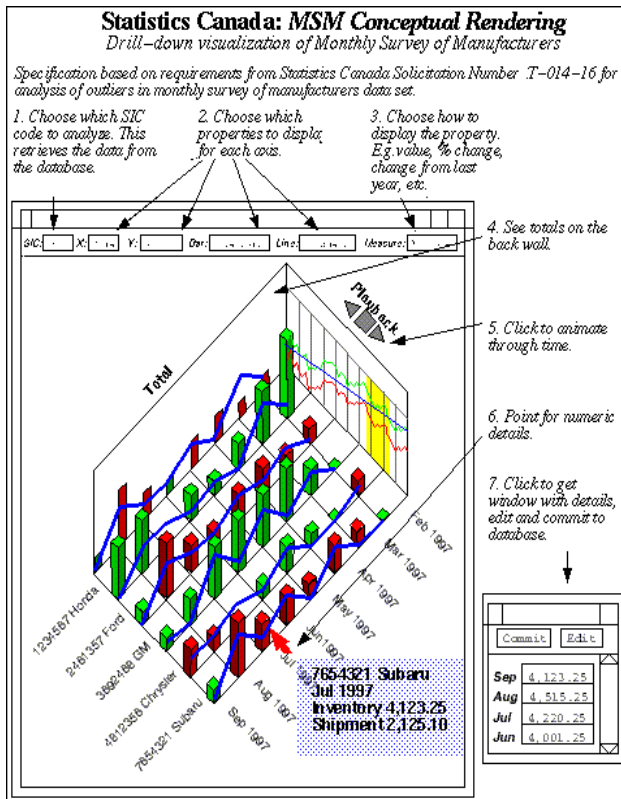 Statistics Canada: MSM Conceptual Rendering
Drill-down visualization of Monthly Survey of Manufacturers
Specification based on requirements from Statistics Canada Solicitation Number .T-014-16 for
analysis of outliers in monthly survey of manufacturers data set.
1. Choose which SIC
code to analyze. This
retrieves the data from
the database.
2. Choose which
properties to display
for each axis.
3. Choose how to
display the property.
E.g. value, % change,
change from last
year, etc.
SIC: X: Y: Bar: Line: Measure:
4. See totals on the
back wall.
Playback
5. Click to animate
through time.
Total
6. Point for numeric
details.
7. Click to get
window with details,
edit and commit to
database.
Feb 1997
Mar 1997
Apr 1997
May 1997
Jun 1997
Jul 1997
Aug 1997
Sep 1997
1234567 Honda
2461357 Ford
3692468 GM
4812356 Chrysler
7654321 Subaru
7654321 Subaru
Jul 1997
Inventory 4,123.25
Shipment 2,125.10
Commit Edit
Sep 4,123.25
Aug 4,515.25
Jul 4,220.25
Jun 4,001.25